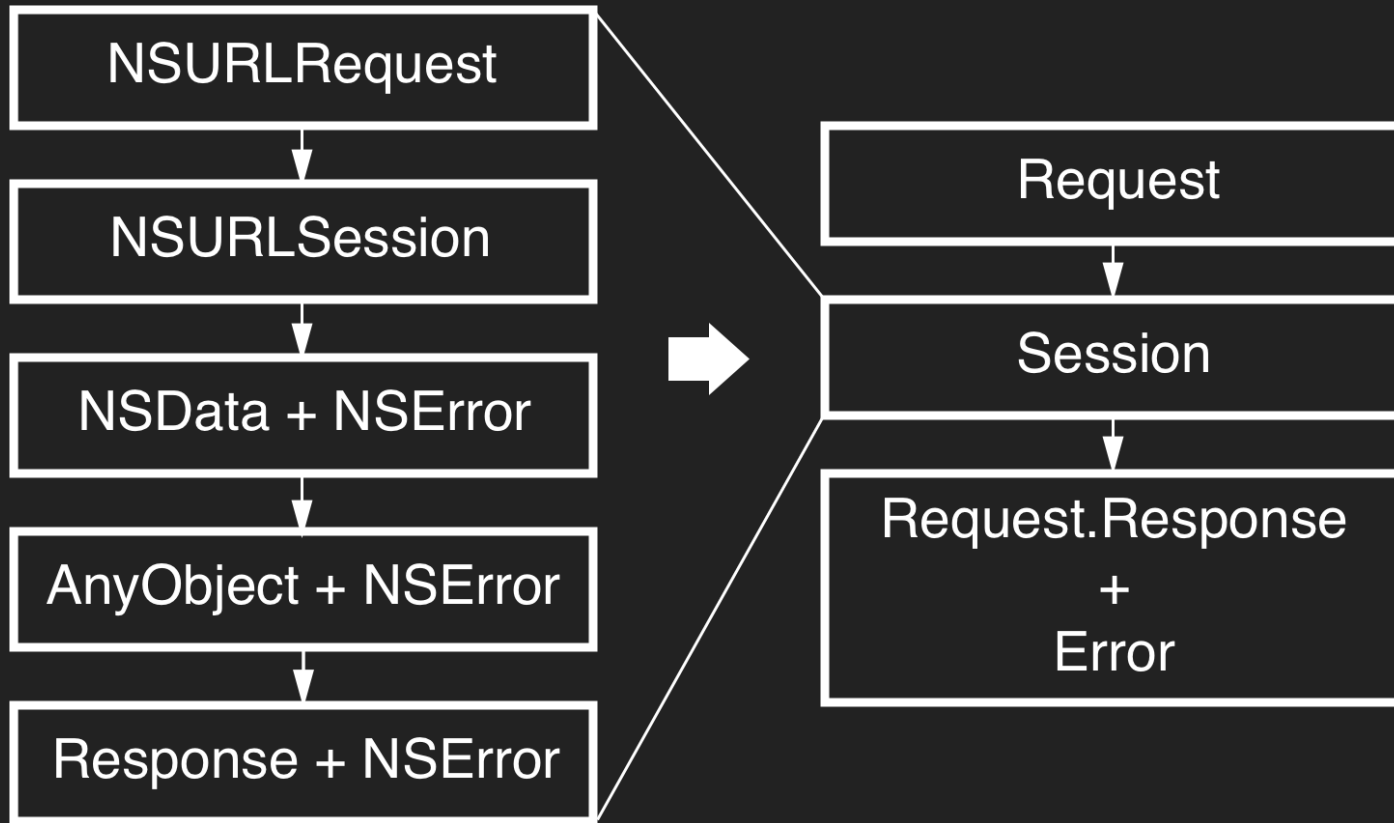 NSURLRequest
NSURLSession
NSData + NSError
AnyObject + NSError
Response + NSError
Request
Session
Request.Response
+
Error